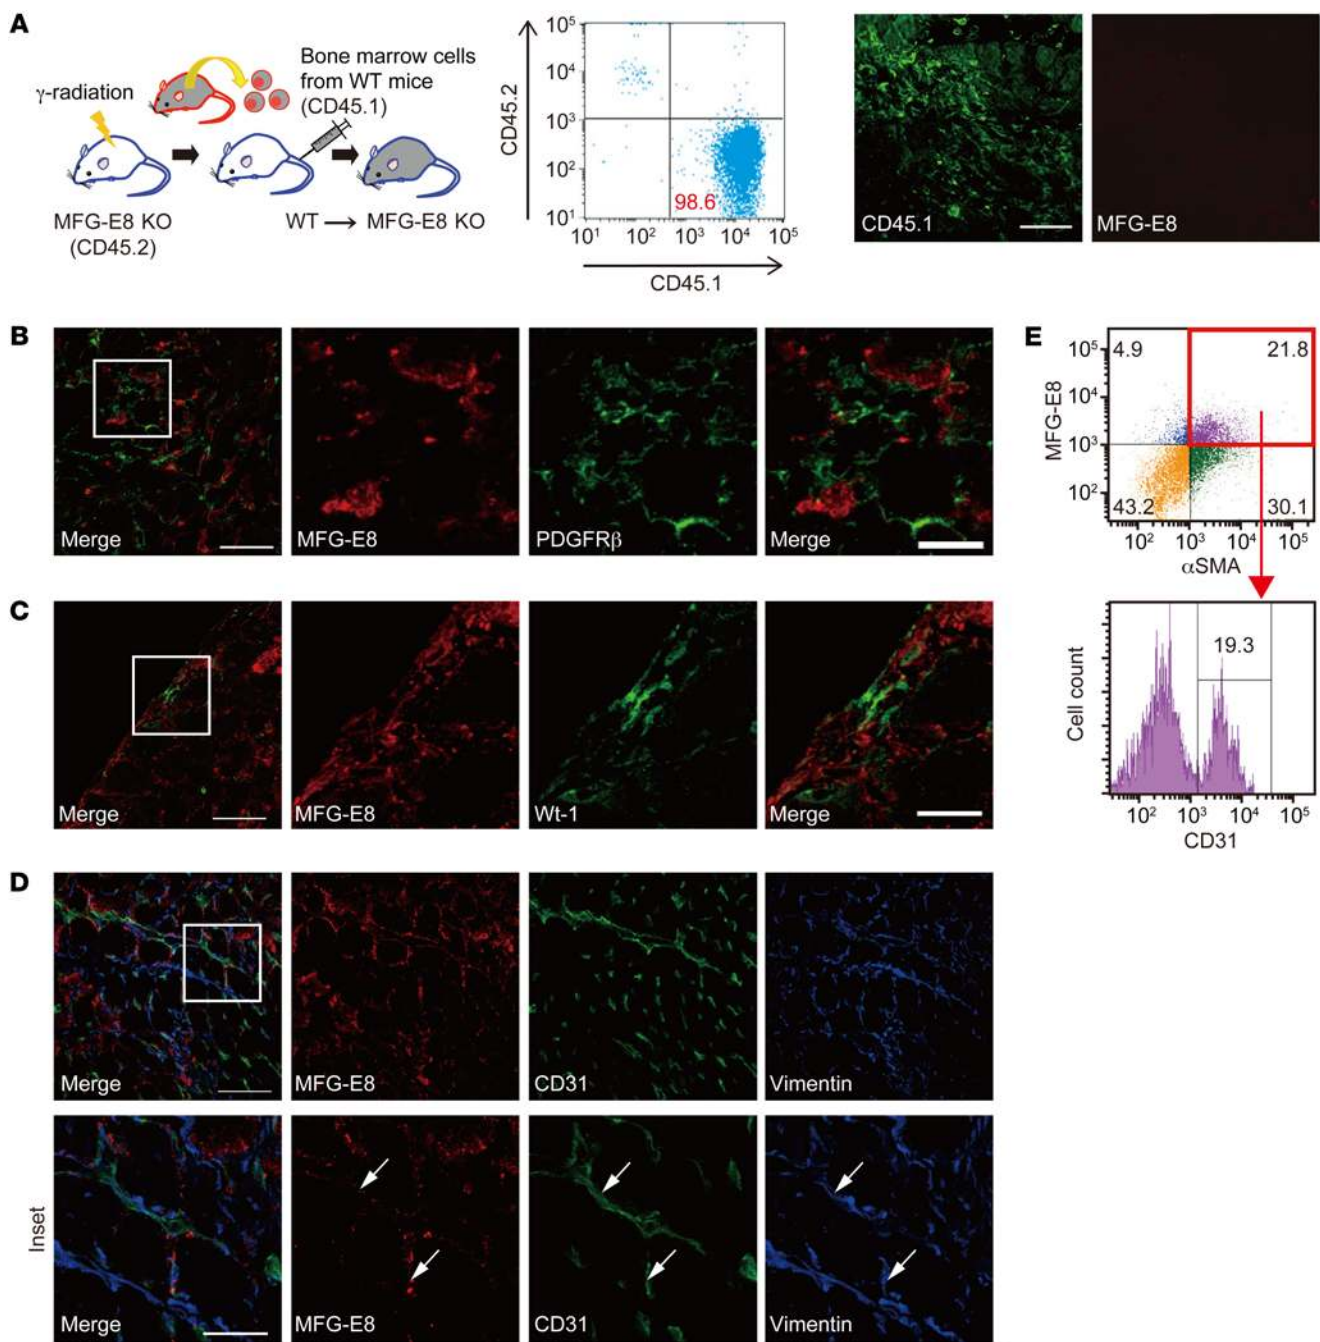 A
γ-radiation
Bone marrow cells
from WT mice
(CD45.1)
MFG-E8 KO
(CD45.2)
WT → MFG-E8 KO
CD45.2
10⁵
10⁴
10³
10²
10¹
98.6
10¹ 10² 10³ 10⁴ 10⁵
CD45.1
CD45.1
MFG-E8
B
Merge
MFG-E8
PDGFRβ
Merge
E
MFG-E8
10⁵
10⁴
10³
10²
4.9
21.8
43.2
30.1
10² 10³ 10⁴ 10⁵
αSMA
C
Merge
MFG-E8
Wt-1
Merge
Cell count
19.3
10² 10³ 10⁴ 10⁵
CD31
D
Merge
MFG-E8
CD31
Vimentin
Inset
Merge
MFG-E8
CD31
Vimentin